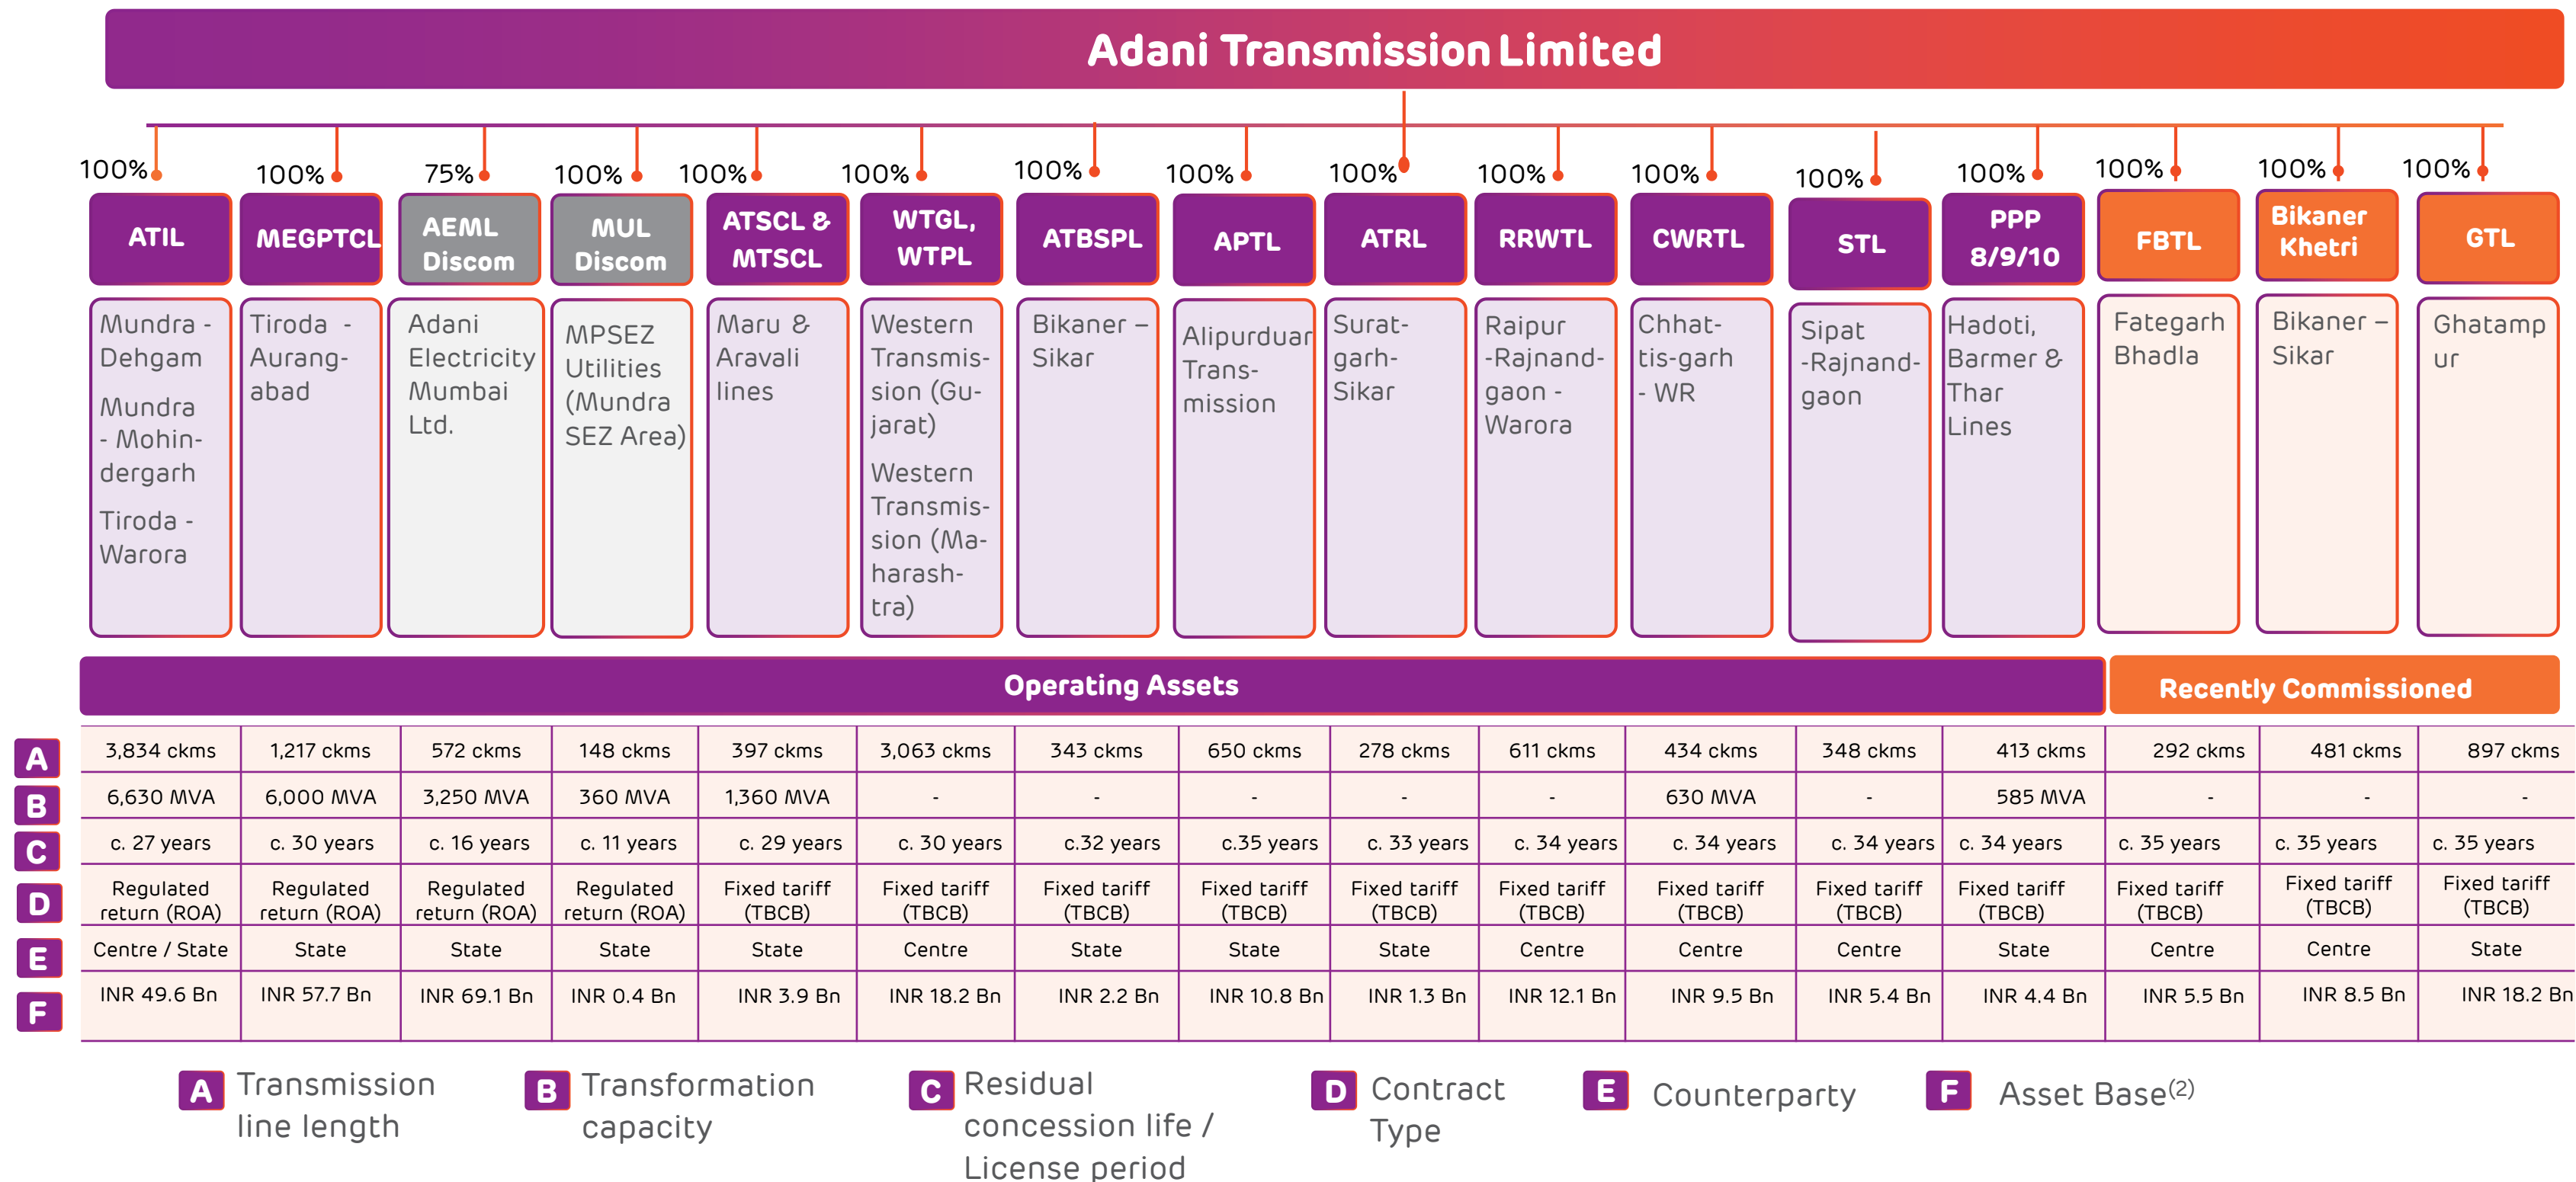 Adani Transmission Limited
100% 100% 75% 100% 100% 100% 100% 100% 100% 100% 100% 100% 100% 100% 100% 100%
ATIL
MEGPTCL
AEML
Discom
MUL
Discom
ATSCL &
MTSCL
WTGL,
WTPL
ATBSPL
APTL
ATRL
RRWTL
CWRTL
STL
PPP
8/9/10
FBTL
Bikaner
Khetri
GTL
Mundra -
Dehgam
Mundra
- Mohin-
dergarh
Tiroda -
Warora
Tiroda -
Aurang-
abad
Adani
Electricity
Mumbai
Ltd.
MPSEZ
Utilities
(Mundra
SEZ Area)
Maru &
Aravali
lines
Western
Transmis-
sion (Gu-
jarat)
Western
Transmis-
sion (Ma-
harash-
tra)
Bikaner –
Sikar
Alipurduar
Trans-
mission
Surat-
garh-
Sikar
Raipur
-Rajnand-
gaon -
Warora
Chhat-
tis-garh
- WR
Sipat
-Rajnand-
gaon
Hadoti,
Barmer &
Thar
Lines
Fategarh
Bhadla
Bikaner –
Sikar
Ghatamp
ur
Operating Assets
Recently Commissioned
A 3,834 ckms 1,217 ckms 572 ckms 148 ckms 397 ckms 3,063 ckms 343 ckms 650 ckms 278 ckms 611 ckms 434 ckms 348 ckms 413 ckms 292 ckms 481 ckms 897 ckms
B 6,630 MVA 6,000 MVA 3,250 MVA 360 MVA 1,360 MVA - - - - - 630 MVA - 585 MVA - - -
C c. 27 years c. 30 years c. 16 years c. 11 years c. 29 years c. 30 years c.32 years c.35 years c. 33 years c. 34 years c. 34 years c. 34 years c. 34 years c. 35 years c. 35 years c. 35 years
D Regulated Regulated Regulated Regulated Fixed tariff Fixed tariff Fixed tariff Fixed tariff Fixed tariff Fixed tariff Fixed tariff Fixed tariff Fixed tariff Fixed tariff Fixed tariff Fixed tariff
return (ROA) return (ROA) return (ROA) return (ROA) (TBCB) (TBCB) (TBCB) (TBCB) (TBCB) (TBCB) (TBCB) (TBCB) (TBCB) (TBCB) (TBCB) (TBCB)
E Centre / State State State State State Centre State State State Centre Centre Centre State Centre Centre State
F INR 49.6 Bn INR 57.7 Bn INR 69.1 Bn INR 0.4 Bn INR 3.9 Bn INR 18.2 Bn INR 2.2 Bn INR 10.8 Bn INR 1.3 Bn INR 12.1 Bn INR 9.5 Bn INR 5.4 Bn INR 4.4 Bn INR 5.5 Bn INR 8.5 Bn INR 18.2 Bn
A Transmission
line length
B Transformation
capacity
C Residual
concession life /
License period
D Contract
Type
E Counterparty
F Asset Base(2)